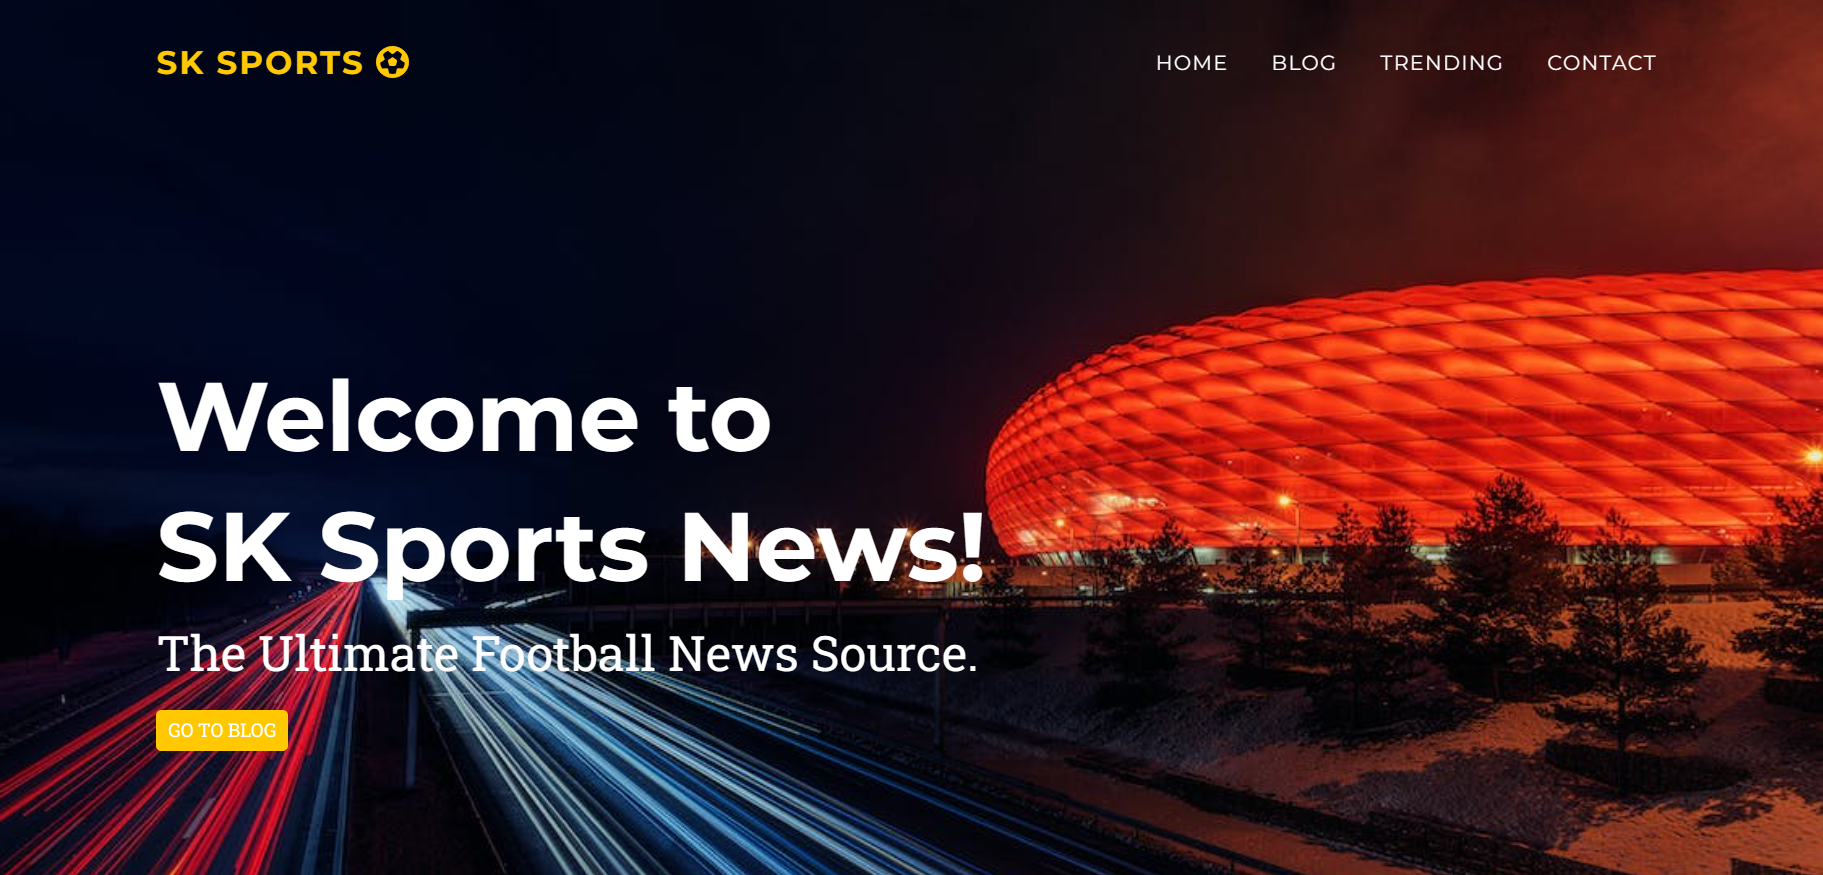 SK SPORTS
HOME BLOG TRENDING CONTACT
Welcome to
SK Sports News!
The Ultimate Football News Source.
GO TO BLOG